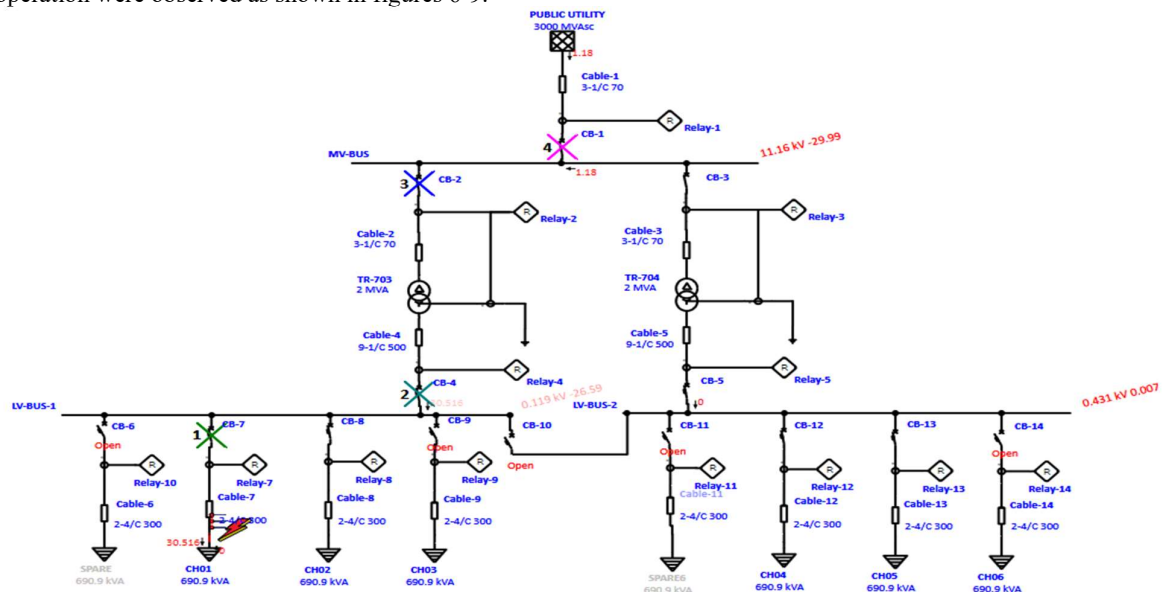 operation were observed as shown in figures 6-9.
PUBLIC UTILITY
3000 MVAsc
1.18
Cable-1
3-1/C 70
R
Relay-1
CB-1
4
11.16 kV -29.99
MV-BUS
1.18
3
CB-2
CB-3
R
Relay-2
R
Relay-3
Cable-2
3-1/C 70
Cable-3
3-1/C 70
TR-703
2 MVA
TR-704
2 MVA
Cable-4
9-1/C 500
Cable-5
9-1/C 500
R
Relay-4
R
Relay-5
2
CB-4
CB-5
30.516
0
0.119 kV -26.59
0.431 kV 0.007
LV-BUS-1
LV-BUS-2
CB-6
Open
1
CB-7
CB-8
CB-9
Open
CB-10
Open
CB-11
Open
CB-12
CB-13
CB-14
Open
R
Relay-10
R
Relay-7
R
Relay-8
R
Relay-9
R
Relay-11
R
Relay-12
R
Relay-13
R
Relay-14
Cable-6
2-4/C 300
Cable-7
2-4/C 300
Cable-8
2-4/C 300
Cable-9
2-4/C 300
Cable-11
2-4/C 300
Cable-12
2-4/C 300
Cable-13
2-4/C 300
Cable-14
2-4/C 300
30.516
0
SPARE
690.9 kVA
CH01
690.9 kVA
CH02
690.9 kVA
CH03
690.9 kVA
SPARE6
690.9 kVA
CH04
690.9 kVA
CH05
690.9 kVA
CH06
690.9 kVA